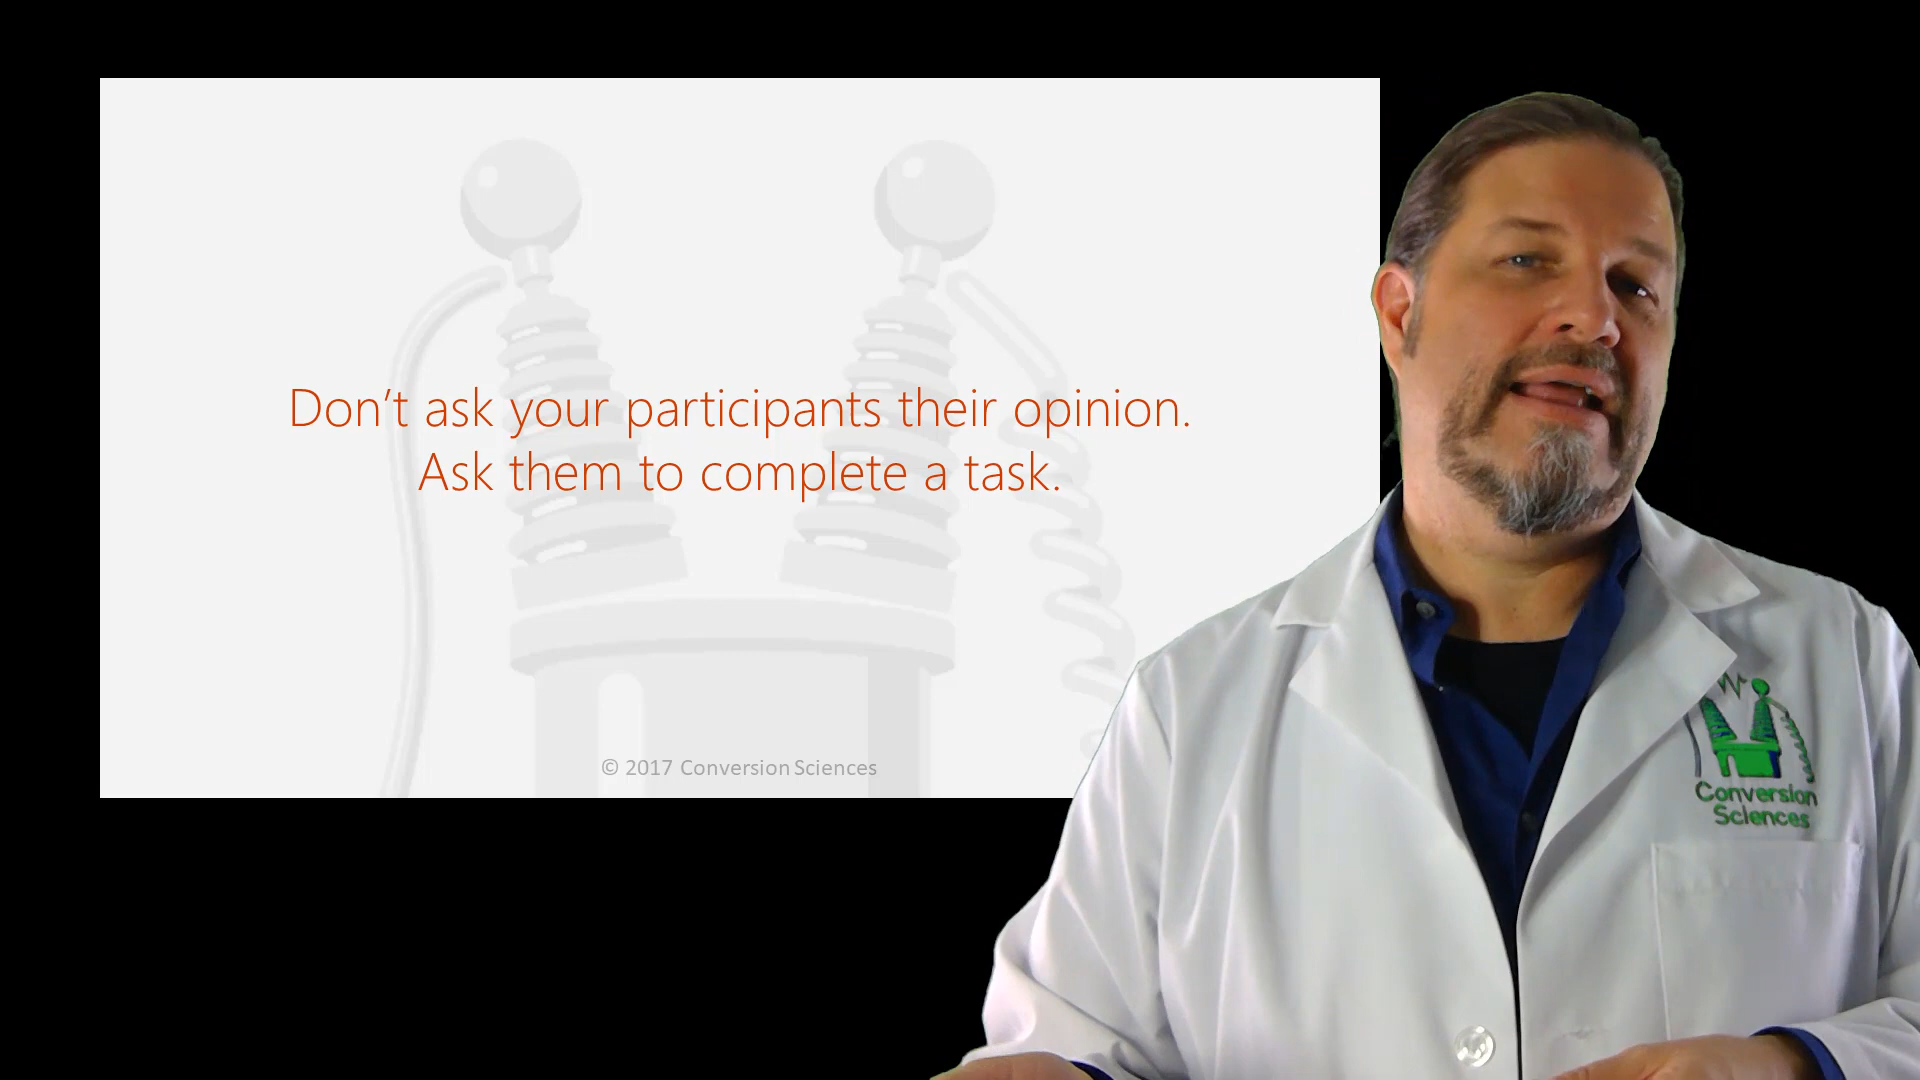 Don’t ask your participants their opinion.
Ask them to complete a task.
© 2017 Conversion Sciences
Conversion
Sciences